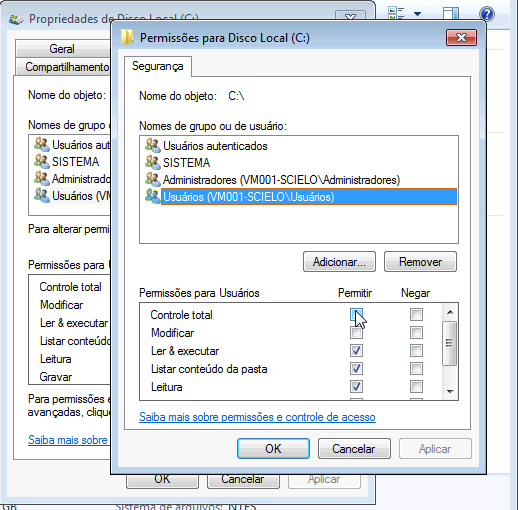 Propriedades de Disco Local (C:)
Geral
Compartilhamento
Nome do objeto:
Nomes de grupo o
Usuários aut
SISTEMA
Administrado
Usuários (VM
Para alterar permi
Permissões para U
Controle total
Modificar
Ler & executar
Listar conteúdo
Leitura
Gravar
Para permissões e
avançadas, clique
Saiba mais sobre
OK
Cancelar
Aplicar
GB
Sistema de arquivos: NTFS
Permissões para Disco Local (C:)
Segurança
Nome do objeto: C:\
Nomes de grupo ou de usuário:
Usuários autenticados
SISTEMA
Administradores (VM001-SCIELO\Administradores)
Usuários (VM001-SCIELO\Usuários)
Adicionar...
Remover
Permissões para Usuários Permitir Negar
Controle total
Modificar
Ler & executar
Listar conteúdo da pasta
Leitura
Saiba mais sobre permissões e controle de acesso
OK
Cancelar
Aplicar